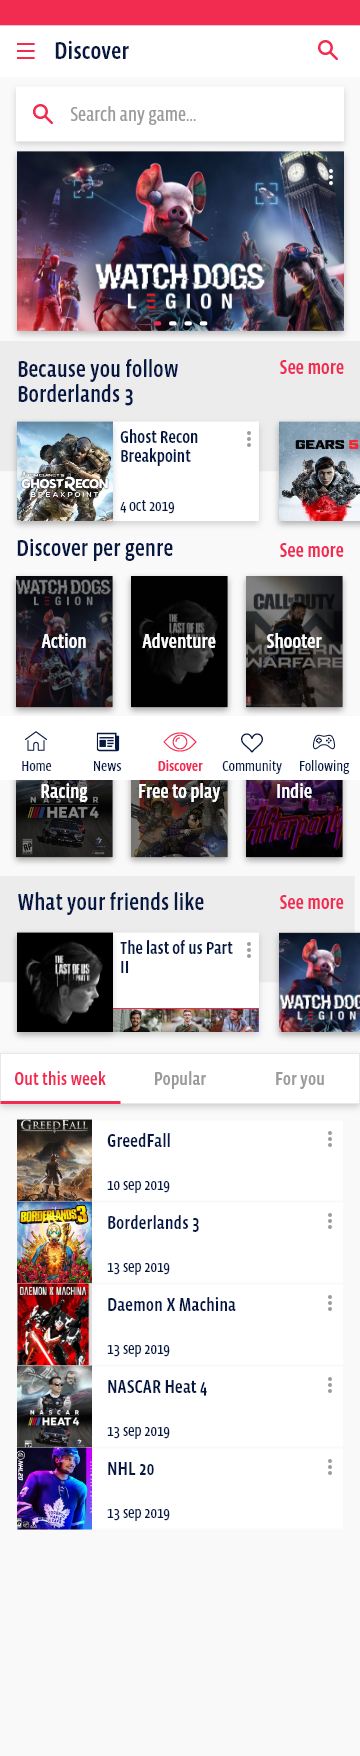 Discover
Search any game...
WATCH DOGS
LEGION
Because you follow
Borderlands 3
See more
GHOST RECON
BREAKPOINT
Ghost Recon
Breakpoint
4 oct 2019
GEARS 5
Discover per genre
See more
WATCH DOGS
LEGION
Action
THE LAST OF US
Adventure
CALL OF DUTY
MODERN
WARFARE
Shooter
Home
News
Discover
Community
Following
Racing
NASCAR
HEAT 4
Free to play
Indie
Afterparty
What your friends like
See more
THE LAST OF US
PART II
The last of us Part
II
WATCH DOG
LEGION
Out this week
Popular
For you
GREEDFALL
GreedFall
10 sep 2019
BORDERLANDS 3
Borderlands 3
13 sep 2019
DAEMON X MACHINA
Daemon X Machina
13 sep 2019
NASCAR
HEAT 4
NASCAR Heat 4
13 sep 2019
NHL 20
NHL 20
13 sep 2019